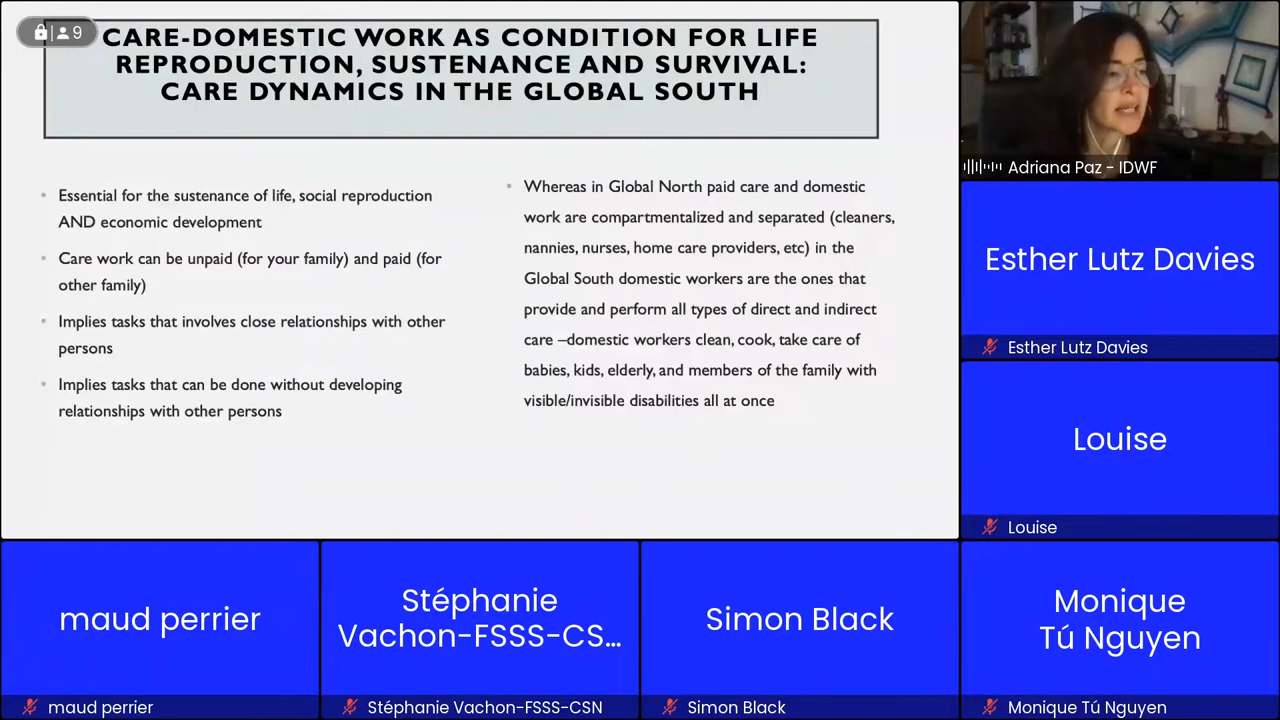 9
CARE-DOMESTIC WORK AS CONDITION FOR LIFE
REPRODUCTION, SUSTENANCE AND SURVIVAL:
CARE DYNAMICS IN THE GLOBAL SOUTH
Essential for the sustenance of life, social reproduction
AND economic development
Care work can be unpaid (for your family) and paid (for
other family)
Implies tasks that involves close relationships with other
persons
Implies tasks that can be done without developing
relationships with other persons
Whereas in Global North paid care and domestic
work are compartmentalized and separated (cleaners,
nannies, nurses, home care providers, etc) in the
Global South domestic workers are the ones that
provide and perform all types of direct and indirect
care –domestic workers clean, cook, take care of
babies, kids, elderly, and members of the family with
visible/invisible disabilities all at once
Adriana Paz - IDWF
Esther Lutz Davies
Esther Lutz Davies
Louise
Louise
maud perrier
maud perrier
Stéphanie
Vachon-FSSS-CS...
Stéphanie Vachon-FSSS-CSN
Simon Black
Simon Black
Monique
Tú Nguyen
Monique Tú Nguyen